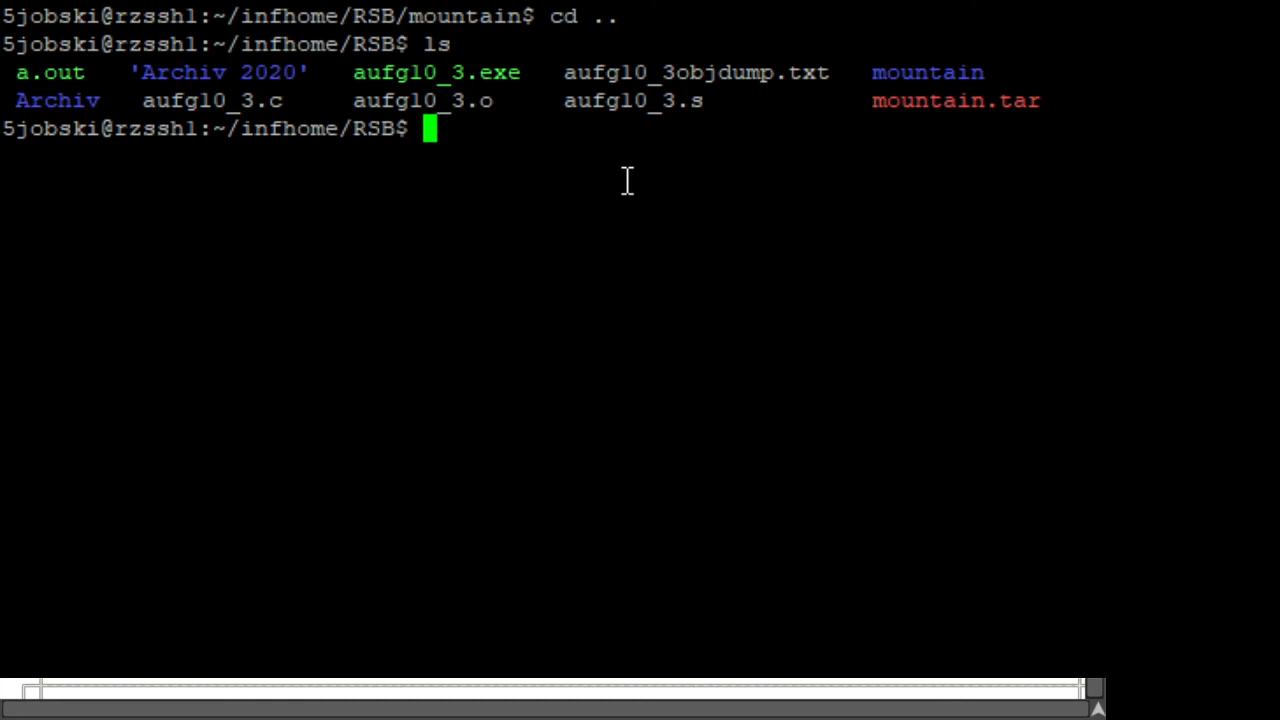 5jobski@rzssh1:~/infhome/RSB/mountain$ cd ..
5jobski@rzssh1:~/infhome/RSB$ ls
a.out 'Archiv 2020' aufg10_3.exe aufg10_3objdump.txt mountain
Archiv aufg10_3.c aufg10_3.o aufg10_3.s mountain.tar
5jobski@rzssh1:~/infhome/RSB$